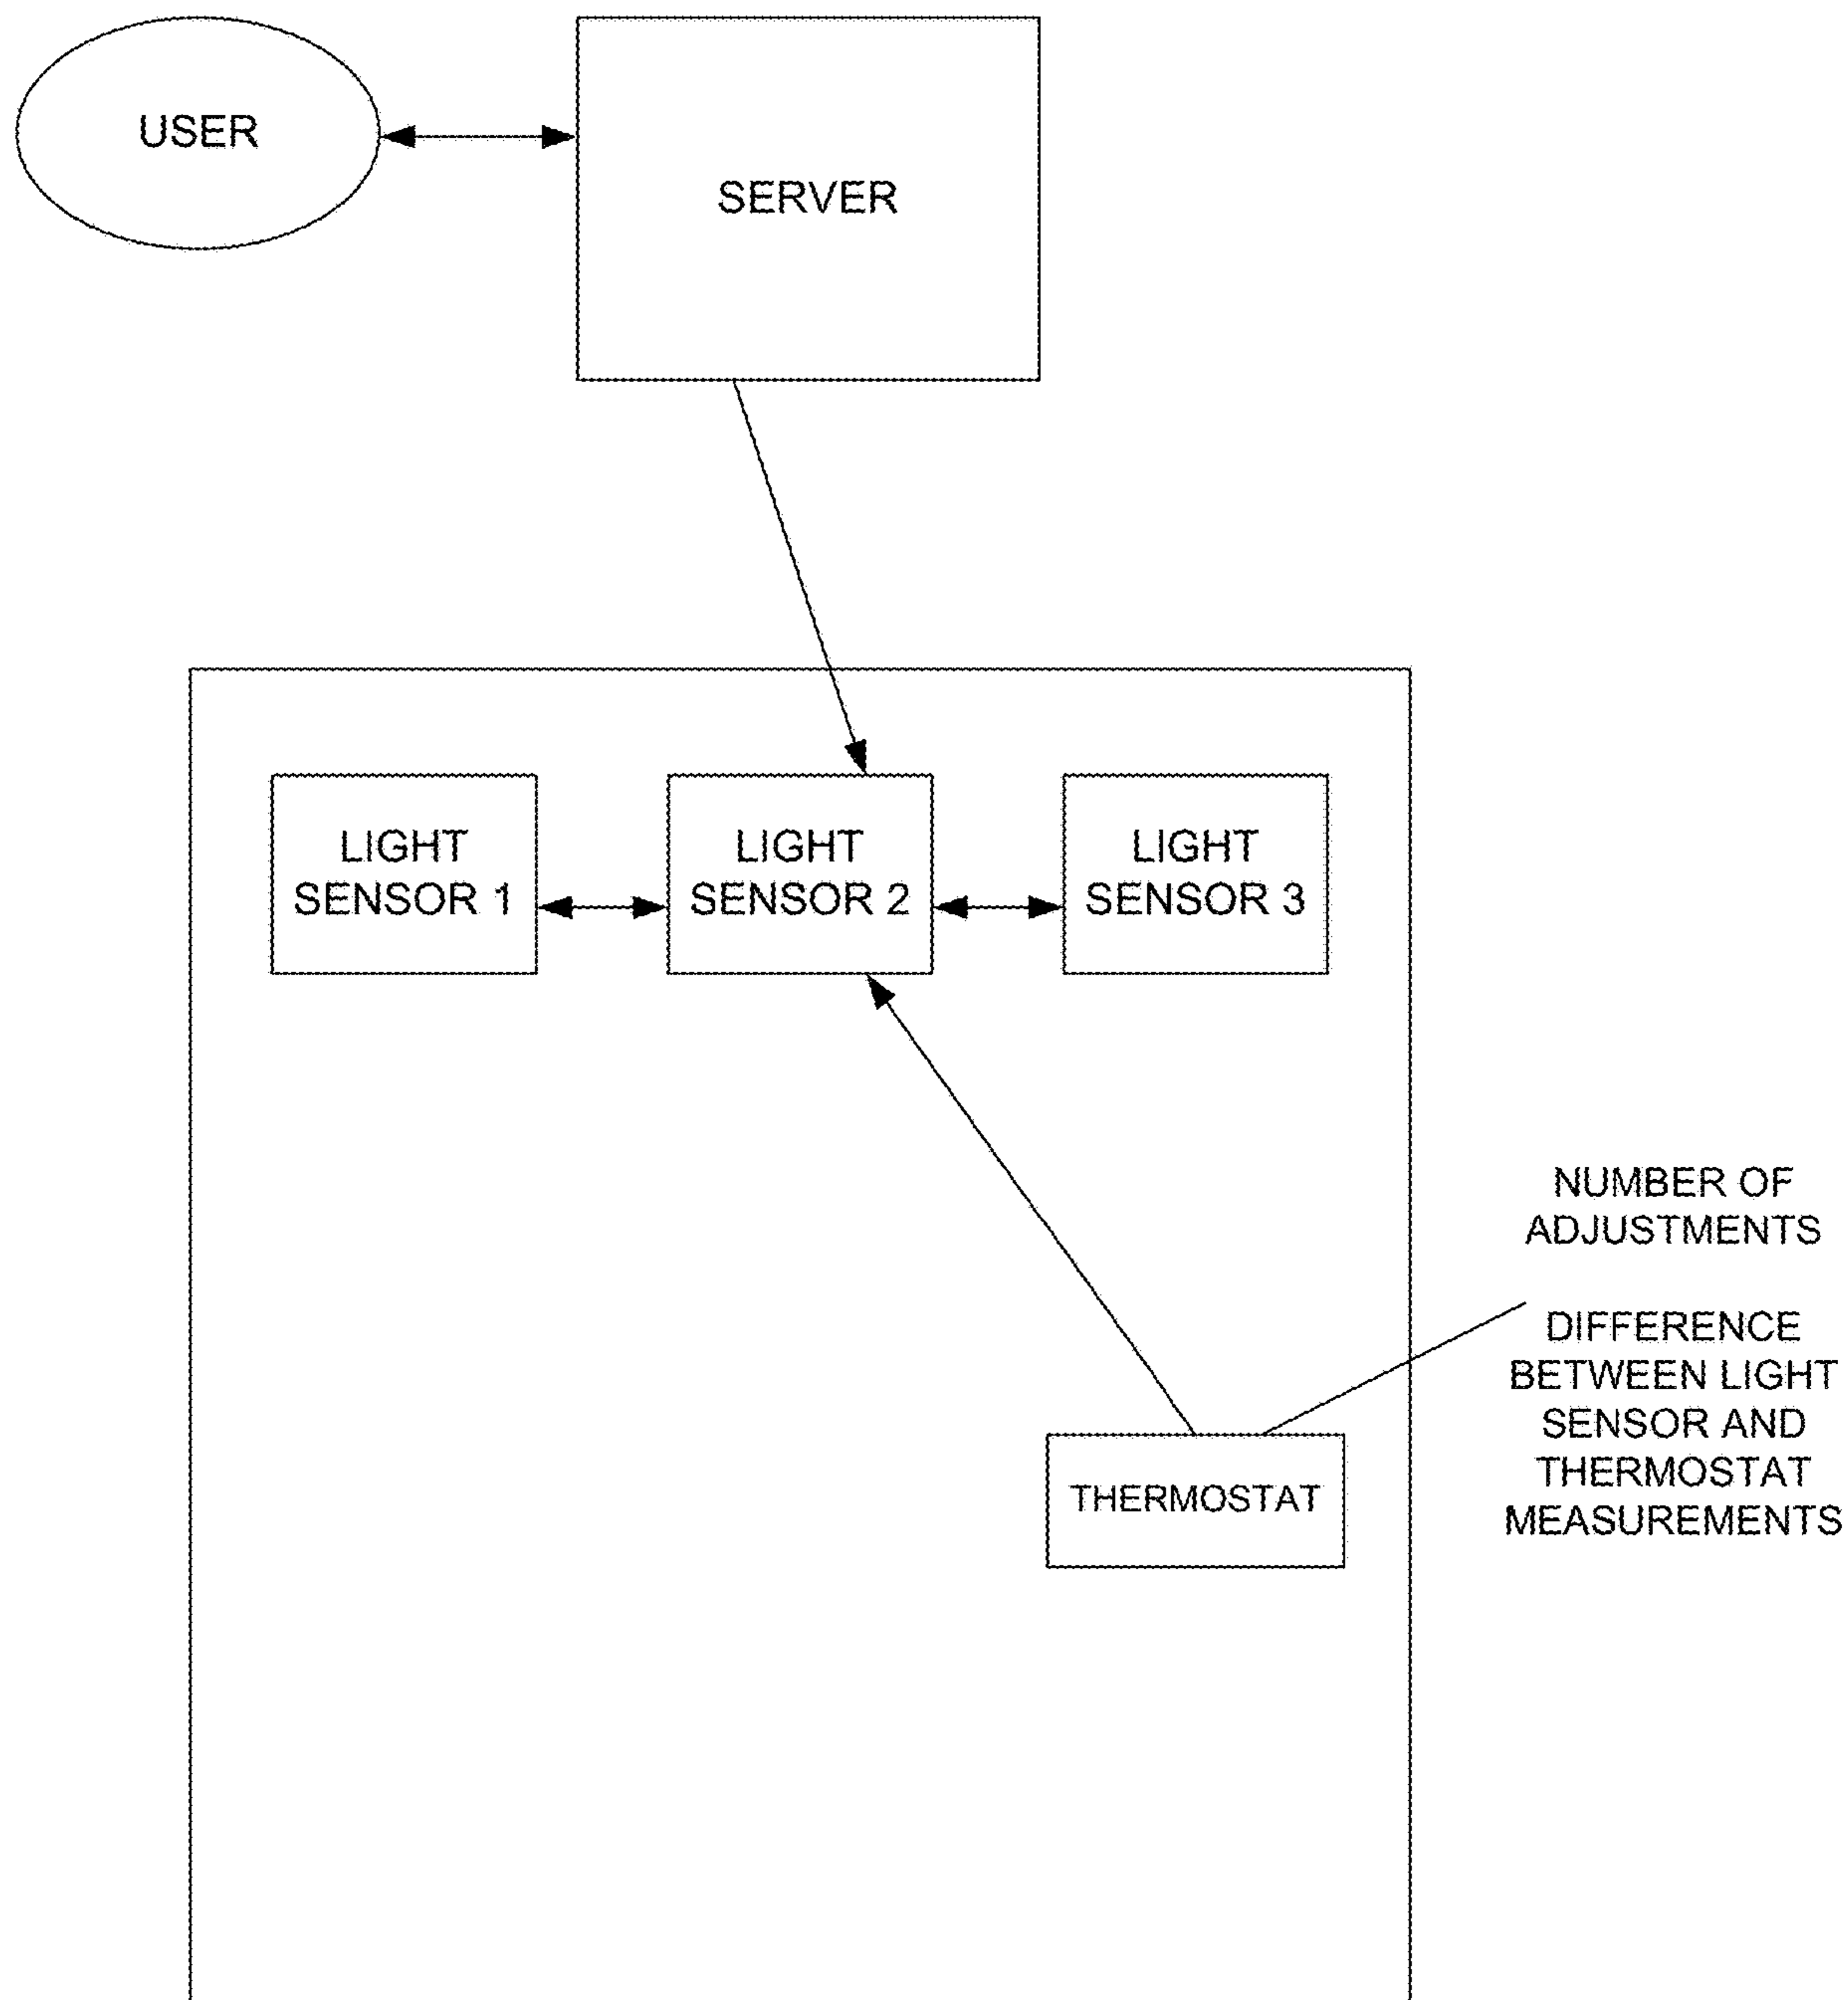 USER
SERVER
LIGHT
SENSOR 1
LIGHT
SENSOR 2
LIGHT
SENSOR 3
NUMBER OF
ADJUSTMENTS
DIFFERENCE
BETWEEN LIGHT
SENSOR AND
THERMOSTAT
MEASUREMENTS
THERMOSTAT